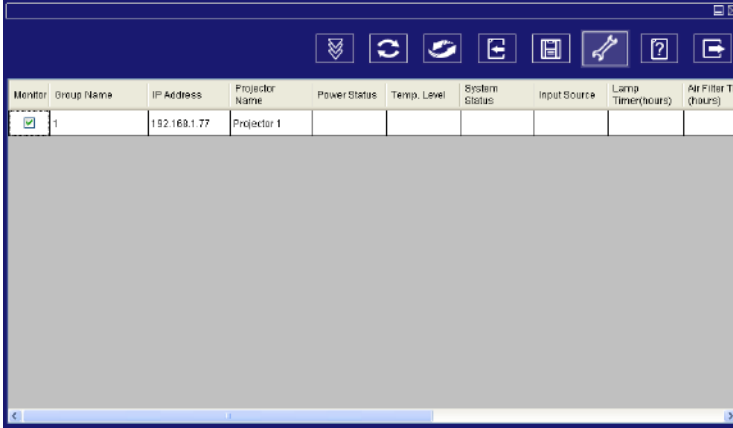 Monitor Group Name IP Address Projector Name Power Status Temp. Level System Status Input Source Lamp Timer(hours) Air Filter T (hours)
1 192.168.1.77 Projector 1